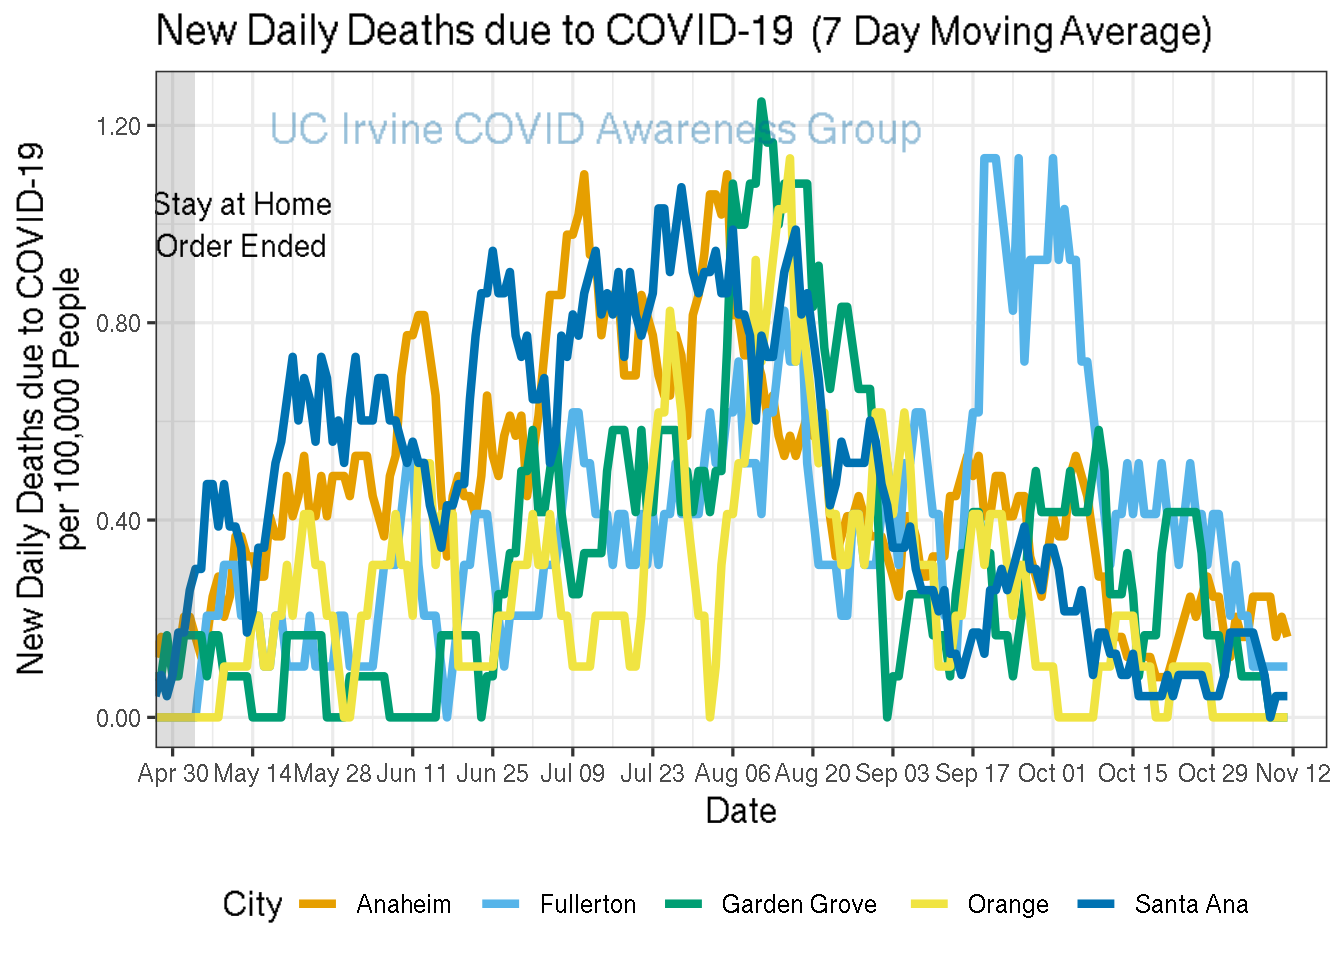 New Daily Deaths due to COVID-19 (7 Day Moving Average)
UC Irvine COVID Awareness Group
Stay at Home
Order Ended
New Daily Deaths due to COVID-19
per 100,000 People
1.20
0.80
0.40
0.00
Apr 30 May 14 May 28 Jun 11 Jun 25 Jul 09 Jul 23 Aug 06 Aug 20 Sep 03 Sep 17 Oct 01 Oct 15 Oct 29 Nov 12
Date
City Anaheim Fullerton Garden Grove Orange Santa Ana